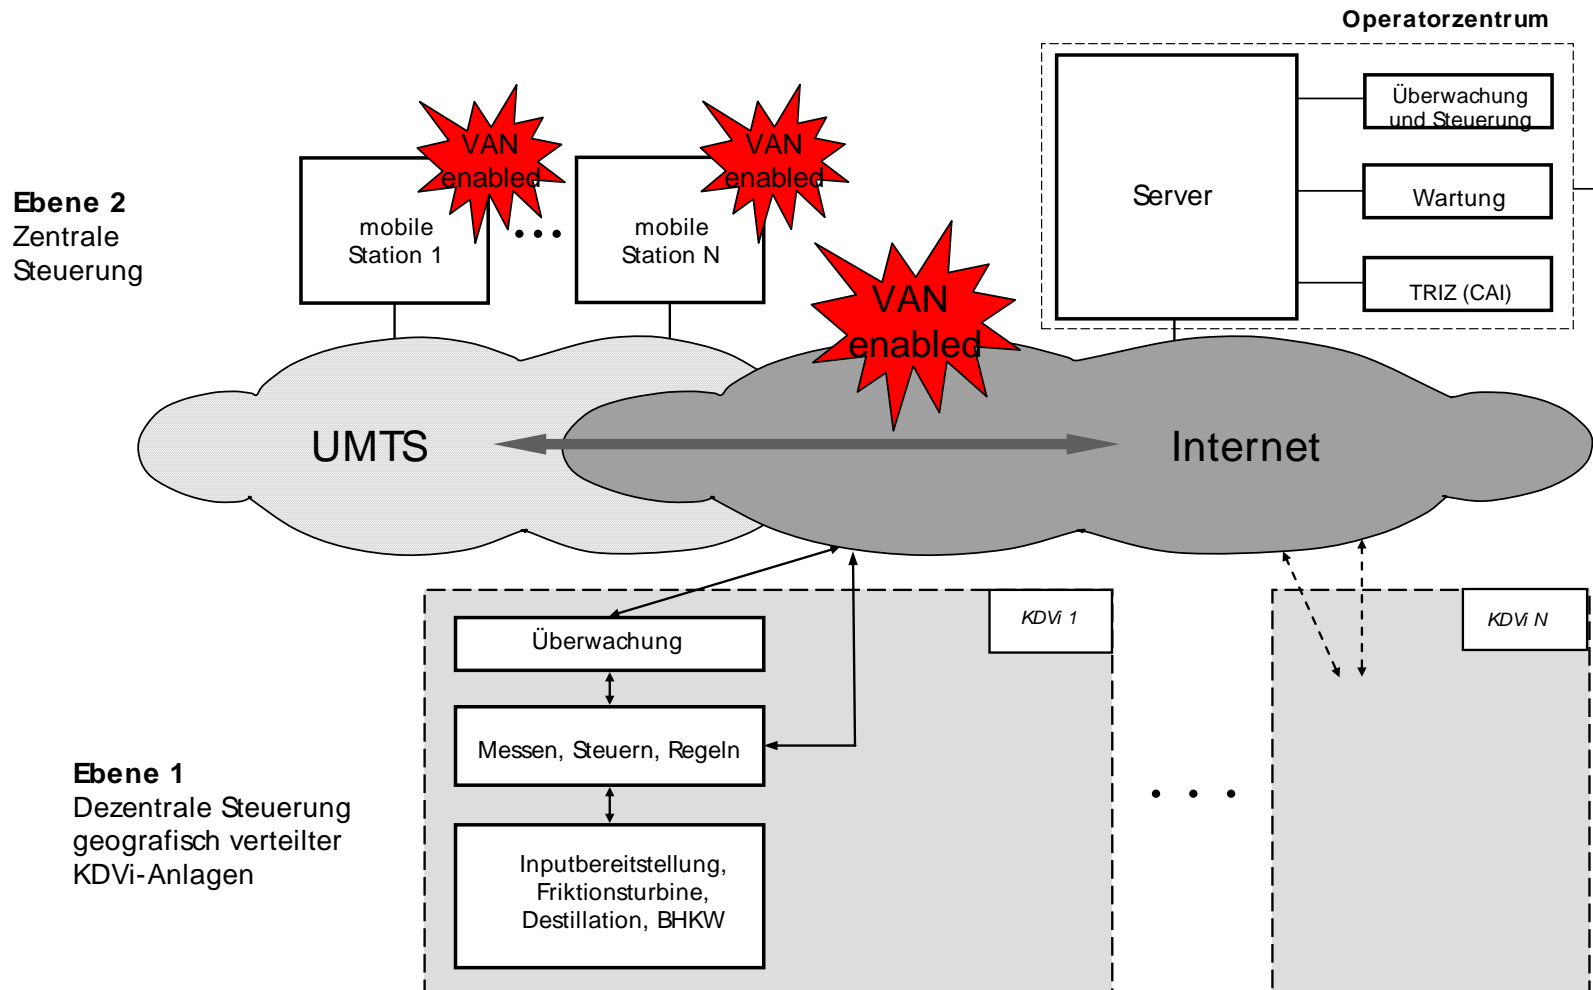 Operatorzentrum
Server
Überwachung
und Steuerung
Wartung
TRIZ (CAI)
VAN
enabled
VAN
enabled
Ebene 2
Zentrale
Steuerung
mobile
Station 1
mobile
Station N
VAN
enabled
UMTS
Internet
KDVi 1
KDVi N
Überwachung
Messen, Steuern, Regeln
Ebene 1
Dezentrale Steuerung
geografisch verteilter
KDVi-Anlagen
Inputbereitstellung,
Friktionsturbine,
Destillation, BHKW